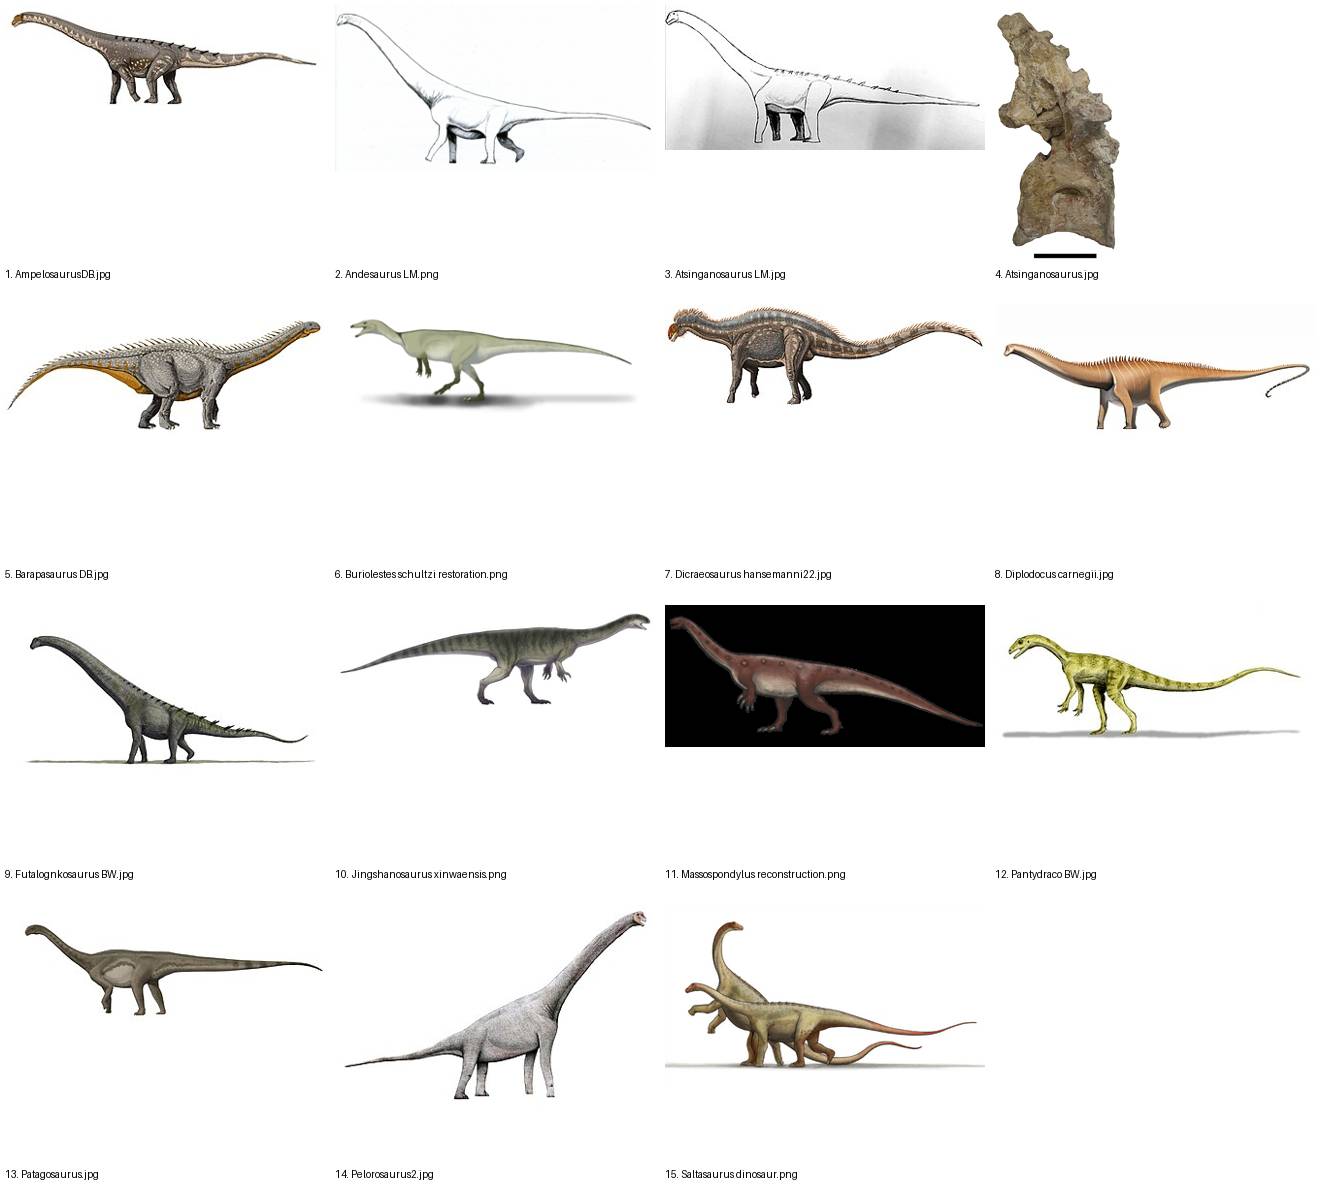 1. AmpelosaurusDB.jpg
2. Andesaurus LM.png
3. Atsinganosaurus LM.jpg
4. Atsinganosaurus.jpg
5. Barapasaurus DB.jpg
6. Buriolestes schultzi restoration.png
7. Dicraeosaurus hansemanni22.jpg
8. Diplodocus carnegii.jpg
9. Futalognkosaurus BW.jpg
10. Jingshanosaurus xinwaensis.png
11. Massospondylus reconstruction.png
12. Pantydraco BW.jpg
13. Patagosaurus.jpg
14. Pelorosaurus2.jpg
15. Saltasaurus dinosaur.png